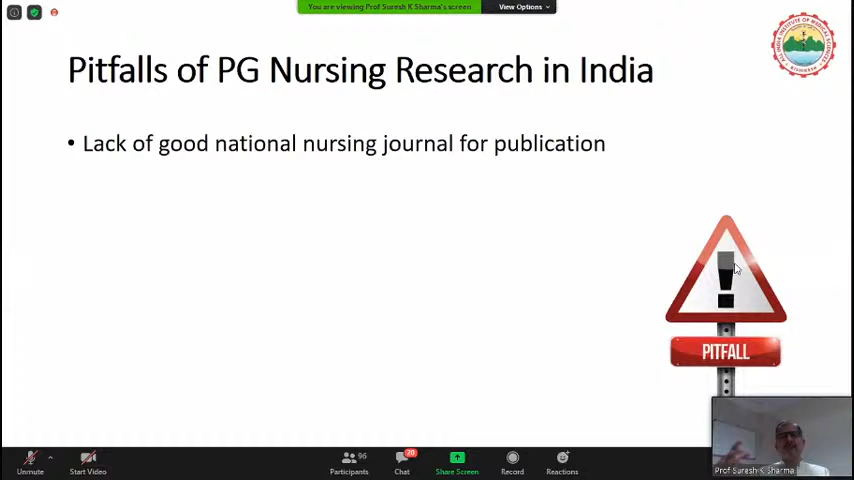 You are viewing Prof Suresh K Sharma's screen
View Options
Pitfalls of PG Nursing Research in India
• Lack of good national nursing journal for publication
PITFALL
Prof Suresh K Sharma
Unmute
Start Video
96
Participants
20
Chat
Share Screen
Record
Reactions